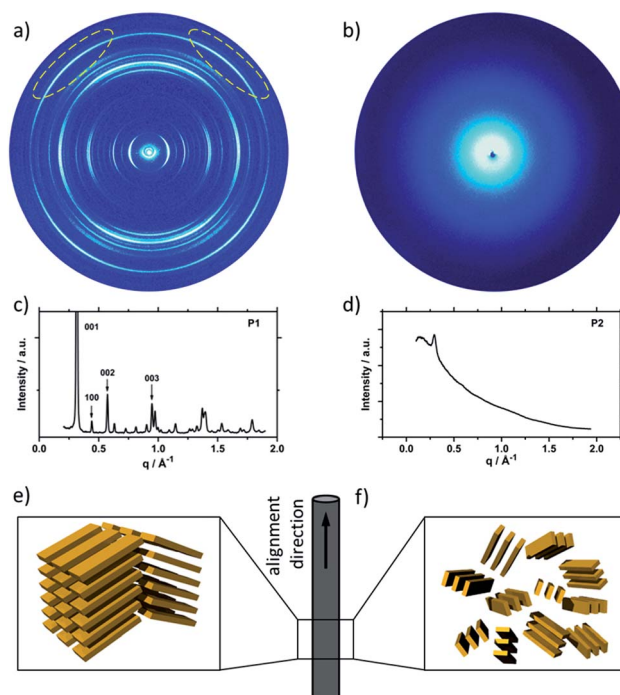 a)
b)
c)
P1
001
100
002
003
Intensity / a.u.
0.0 0.5 1.0 1.5 2.0
q / Å⁻¹
d)
P2
Intensity / a.u.
0.0 0.5 1.0 1.5 2.0
q / Å⁻¹
e)
alignment
direction
f)